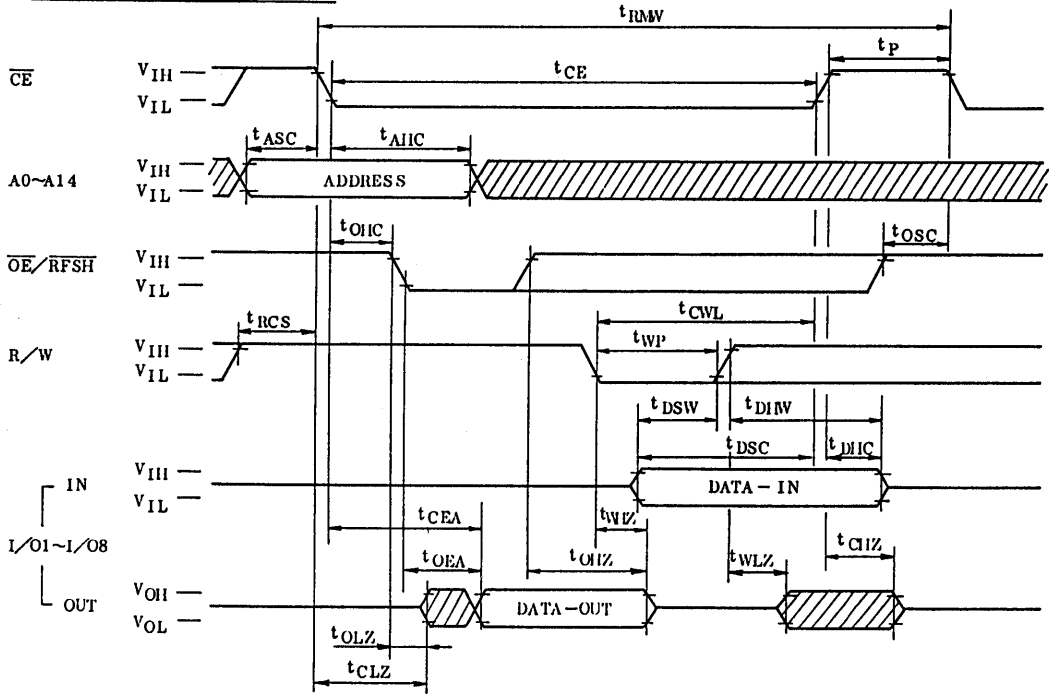 tRMW
tP
CE VIH
tCE
VIL
tASC tAHC
A0~A14 VIH
ADDRESS
VIL
tOHC tOSC
OE/RFSH VIH
VIL
tCWL
tRCS
tWP
R/W VIH
VIL
tDSW tDHW
tDSC tDHC
IN VIH
DATA-IN
VIL
tCEA tWHZ
I/O1~I/O8
tOEA tOHZ tWLZ tCHZ
OUT VOH
DATA-OUT
VOL
tOLZ
tCLZ